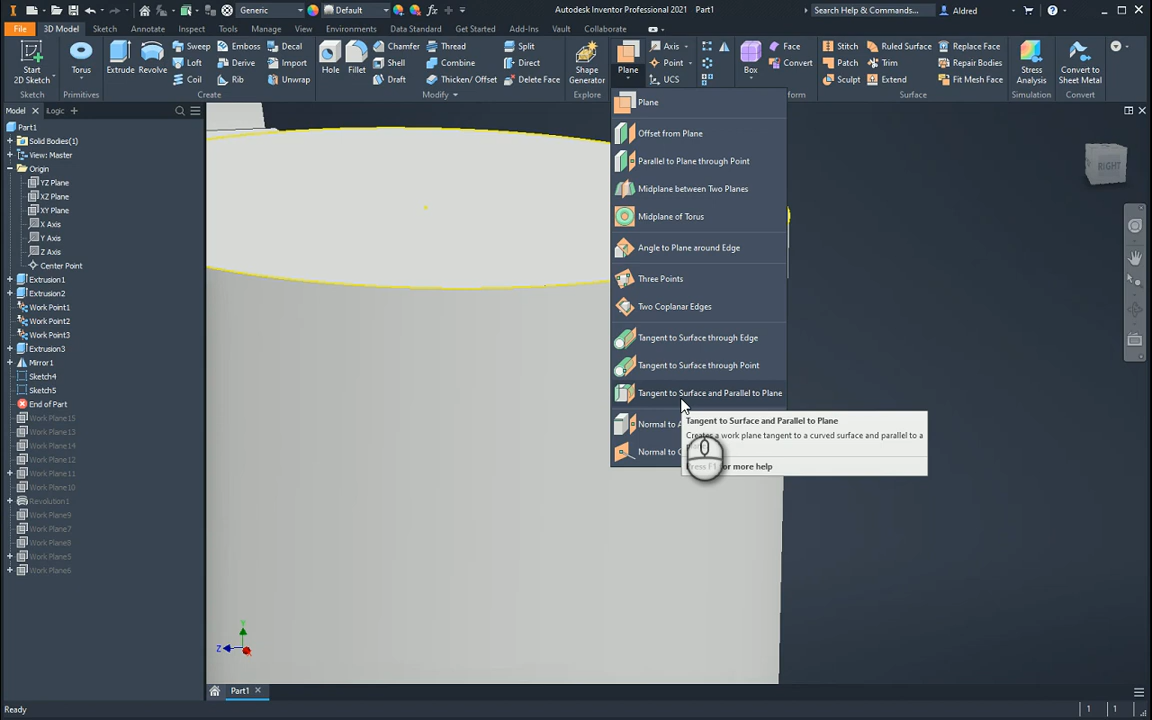 Generic
Default
Autodesk Inventor Professional 2021 Part1
Search Help & Commands...
Aldred
File
3D Model
Sketch
Annotate
Inspect
Tools
Manage
View
Environments
Get Started
Add-Ins
Vault
Collaborate
Standard Data
Start
2D Sketch
Sketch
Torus
Primitives
Extrude
Revolve
Sweep
Loft
Coil
Emboss
Derive
Rib
Decal
Import
Unwrap
Create
Hole
Fillet
Chamfer
Shell
Draft
Thread
Combine
Thicken/ Offset
Split
Direct
Delete Face
Modify
Shape
Generator
Explore
Plane
Axis
Point
UCS
Box
Face
Convert
Stitch
Patch
Sculpt
Ruled Surface
Trim
Extend
Replace Face
Repair Bodies
Fit Mesh Face
Surface
Stress
Analysis
Simulation
Convert to
Sheet Metal
Model
iLogic
Part1
Solid Bodies(1)
View: Master
Origin
YZ Plane
XZ Plane
XY Plane
X Axis
Y Axis
Z Axis
Center Point
Extrusion1
Extrusion2
Work Point1
Work Point2
Work Point3
Extrusion3
Mirror1
Sketch4
Sketch5
End of Part
Work Plane15
Work Plane13
Work Plane14
Work Plane12
Work Plane11
Work Plane10
Revolution1
Work Plane9
Work Plane7
Work Plane8
Work Plane5
Work Plane6
Plane
Offset from Plane
Parallel to Plane through Point
Midplane between Two Planes
Midplane of Torus
Angle to Plane around Edge
Three Points
Two Coplanar Edges
Tangent to Surface through Edge
Tangent to Surface through Point
Tangent to Surface and Parallel to Plane
Normal to
Normal to
Tangent to Surface and Parallel to Plane
Creates a work plane tangent to a curved surface and parallel to a
for more help
RIGHT
Y
Z
Part1
Ready
1 1